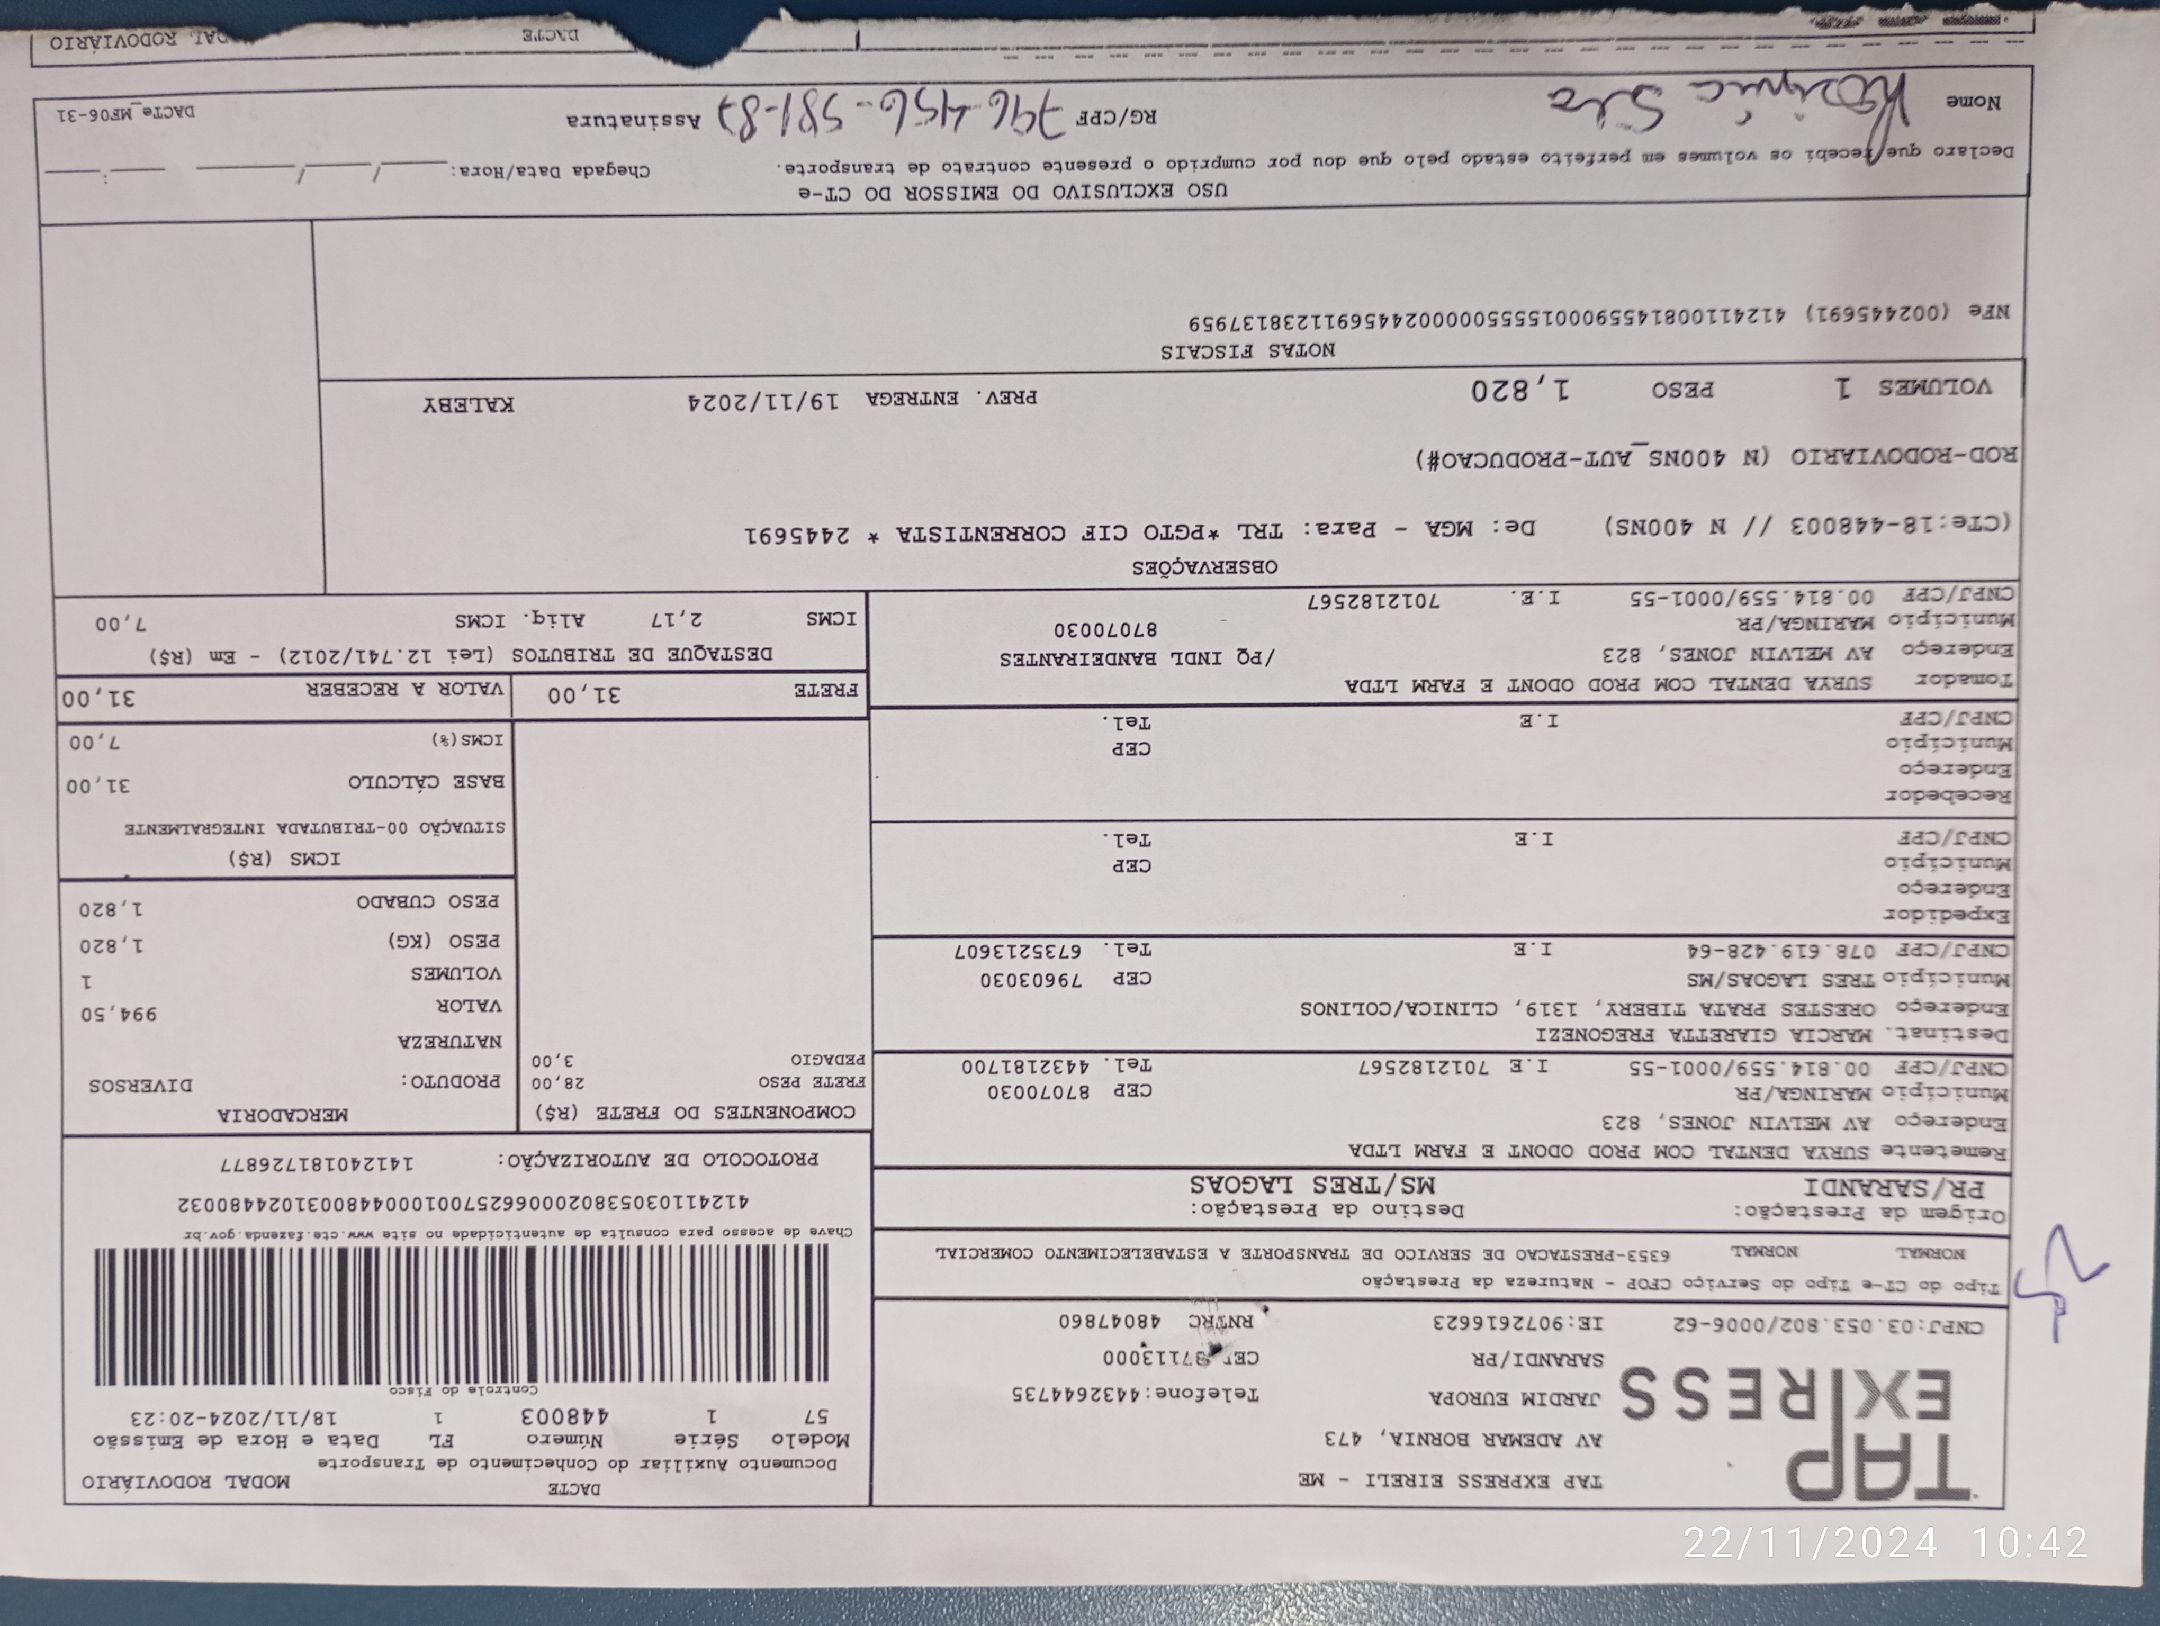 TAP
EXPRESS
TAP EXPRESS EIRELI - ME
AV ADEMAR BORNIA, 473
JARDIM EUROPA Telefone:4432644735
SARANDI/PR 87113000
CNPJ:03.053.802/0006-62 IE:9072616623 RNTRC 48047860
DACTE MODAL RODOVIÁRIO
Documento Auxiliar do Conhecimento de Transporte
Modelo Série Número FL Data e Hora de Emissão
57 1 448003 1 18/11/2024-20:23
Controle do Fisco
Chave de acesso para consulta de autenticidade no site www.cte.fazenda.gov.br
41241103053802000662570010004480031024480032
PROTOCOLO DE AUTORIZAÇÃO: 141240181726877
Tipo do CT-e Tipo do Serviço CFOP - Natureza da Prestação
NORMAL NORMAL 6353-PRESTACAO DE SERVICO DE TRANSPORTE A ESTABELECIMENTO COMERCIAL
Origem da Prestação: Destino da Prestação:
PR/SARANDI MS/TRES LAGOAS
Remetente SURYA DENTAL COM PROD ODONT E FARM LTDA
Endereço AV MELVIN JONES, 823
Município MARINGA/PR CEP 87070030
CNPJ/CPF 00.814.559/0001-55 I.E 7012182567 Tel. 4432181700
Destinat. MARCIA GIARETTA FREGONEZI
Endereço ORESTES PRATA TIBERY, 1319, CLINICA/COLINOS
Município TRES LAGOAS/MS CEP 79603030
CNPJ/CPF 078.619.428-64 I.E Tel. 6735213607
Expedidor
Endereço
Município CEP
CNPJ/CPF I.E Tel.
Recebedor
Endereço
Município CEP
CNPJ/CPF I.E Tel.
Tomador SURYA DENTAL COM PROD ODONT E FARM LTDA
Endereço AV MELVIN JONES, 823 /PQ INDL BANDEIRANTES
Município MARINGA/PR 87070030
CNPJ/CPF 00.814.559/0001-55 I.E. 7012182567
COMPONENTES DO FRETE (R$)
FRETE PESO 28,00
PEDAGIO 3,00
MERCADORIA
PRODUTO: DIVERSOS
NATUREZA
VALOR 994,50
VOLUMES 1
PESO (KG) 1,820
PESO CUBADO 1,820
ICMS (R$)
SITUAÇÃO 00-TRIBUTADA INTEGRALMENTE
BASE CÁLCULO 31,00
ICMS(%) 7,00
FRETE 31,00 VALOR A RECEBER 31,00
DESTAQUE DE TRIBUTOS (Lei 12.741/2012) - Em (R$)
ICMS 2,17 Aliq. ICMS 7,00
OBSERVAÇÕES
(CTe:18-448003 // N 400NS) De: MGA - Para: TRL *PGTO CIF CORRENTISTA * 2445691
ROD-RODOVIARIO (N 400NS_AUT-PRODUCAO#)
VOLUMES 1 PESO 1,820 PREV. ENTREGA 19/11/2024 KALEBY
NOTAS FISCAIS
NFe (002445691) 41241100814559000155550000024456911238137959
USO EXCLUSIVO DO EMISSOR DO CT-e
Declaro que recebi os volumes em perfeito estado pelo que dou por cumprido o presente contrato de transporte. Chegada Data/Hora: / / :
Nome RG/CPF 796-456-581-87 Assinatura
DACTe_MF06-31
DACTE RODOVIÁRIO
22/11/2024 10:42